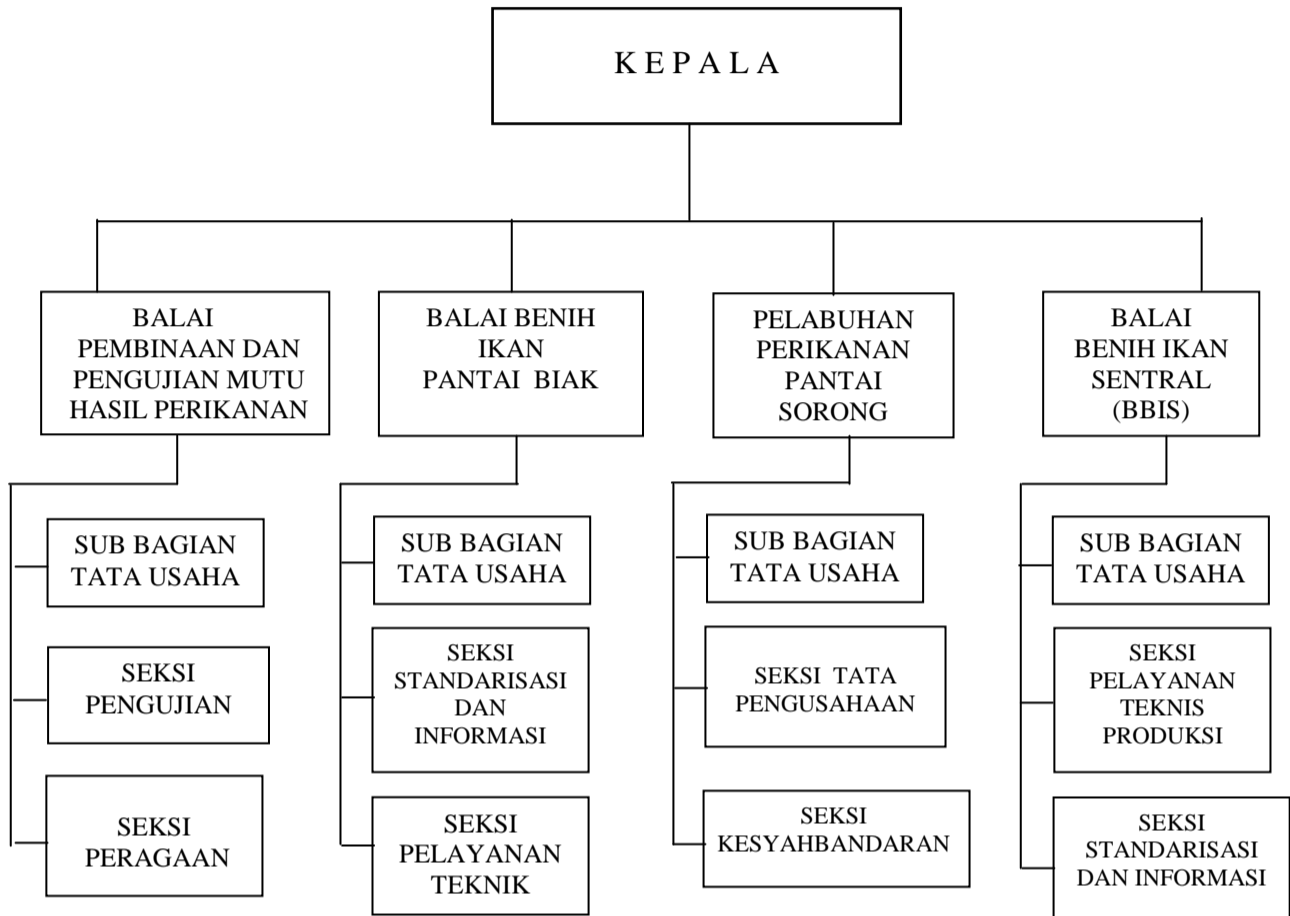 K E P A L A
BALAI
PEMBINAAN DAN
PENGUJIAN MUTU
HASIL PERIKANAN
BALAI BENIH
IKAN
PANTAI BIAK
PELABUHAN
PERIKANAN
PANTAI
SORONG
BALAI
BENIH IKAN
SENTRAL
(BBIS)
SUB BAGIAN
TATA USAHA
SEKSI
PENGUJIAN
SEKSI
PERAGAAN
SUB BAGIAN
TATA USAHA
SEKSI
STANDARISASI
DAN
INFORMASI
SEKSI
PELAYANAN
TEKNIK
SUB BAGIAN
TATA USAHA
SEKSI TATA
PENGUSAHAAN
SEKSI
KESYAHBANDARAN
SUB BAGIAN
TATA USAHA
SEKSI
PELAYANAN
TEKNIS
PRODUKSI
SEKSI
STANDARISASI
DAN INFORMASI